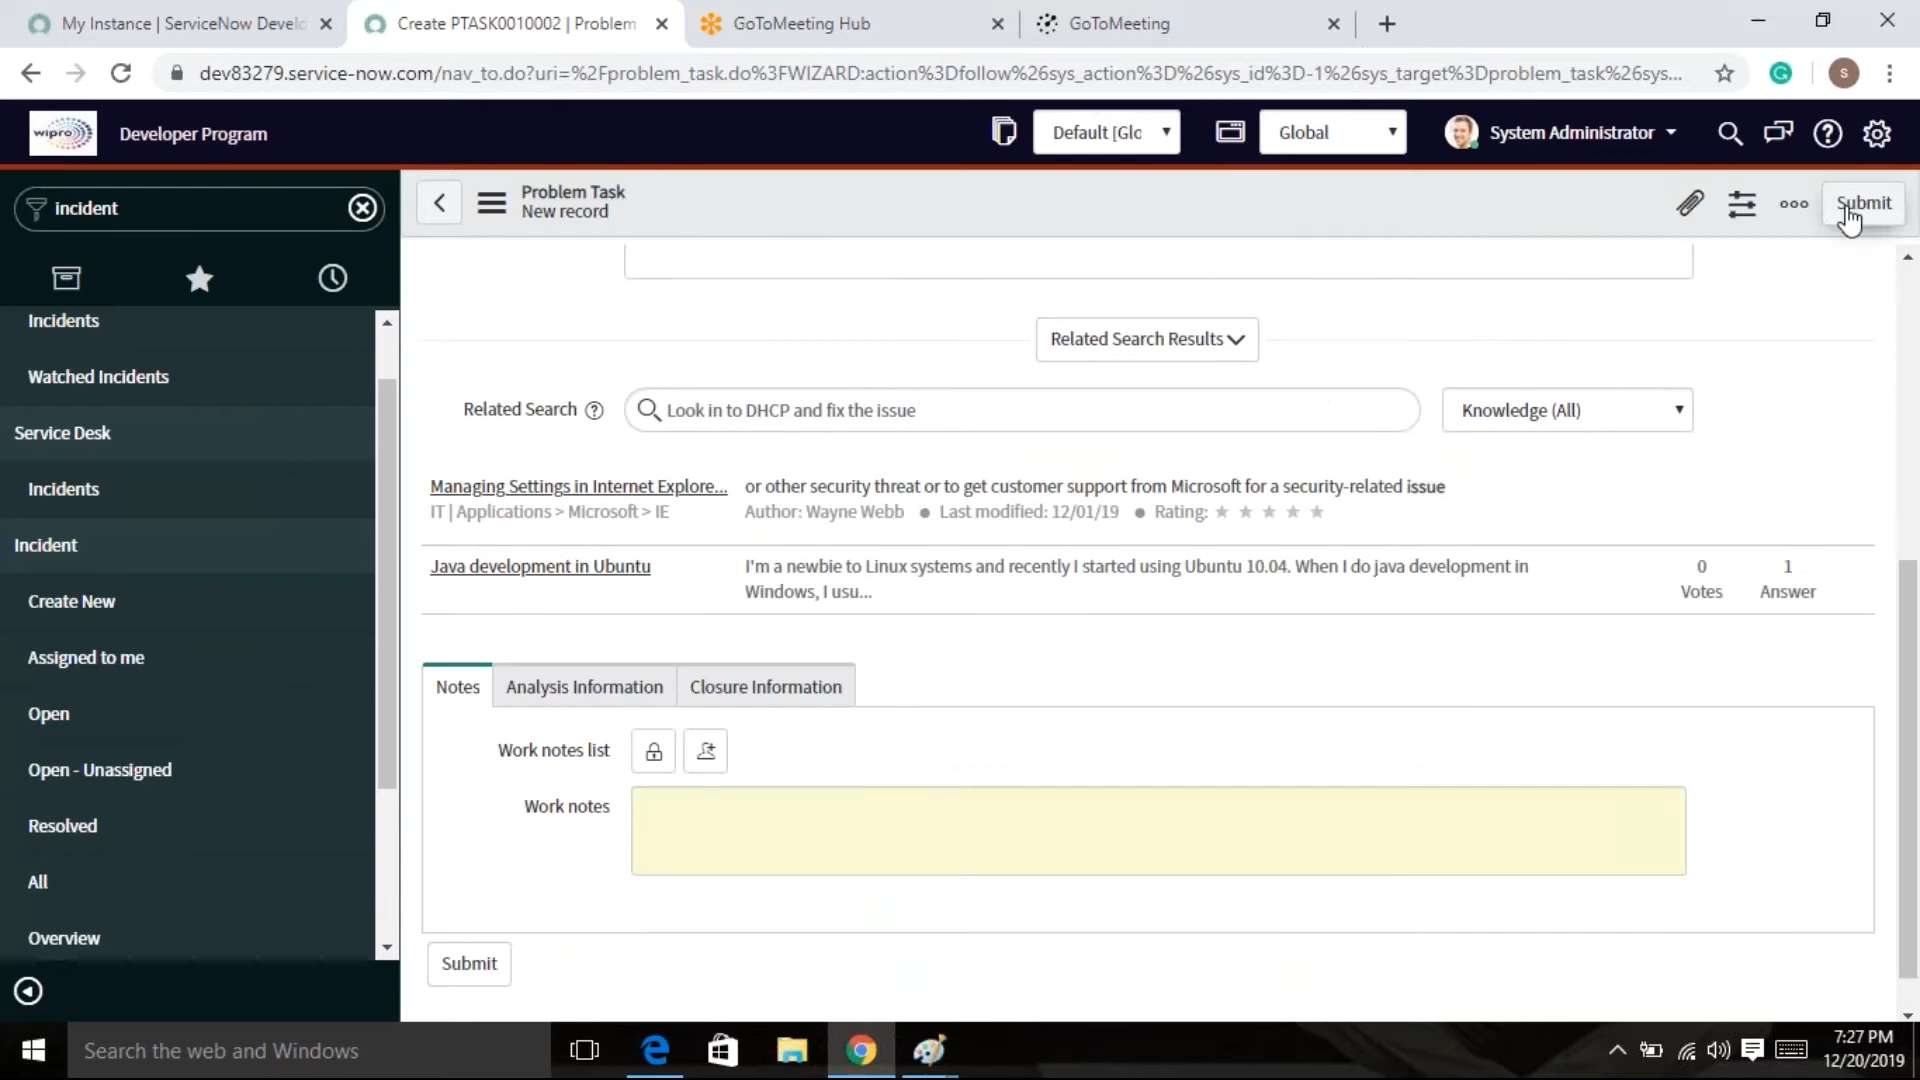 My Instance | ServiceNow Develo
Create PTASK0010002 | Problem
GoToMeeting Hub
GoToMeeting
dev83279.service-now.com/nav_to.do?uri=%2Fproblem_task.do%3FWIZARD:action%3Dfollow%26sys_action%3D%26sys_id%3D-1%26sys_target%3Dproblem_task%26sys...
S
wipro
Developer Program
Default [Glc
Global
System Administrator
incident
Problem Task
New record
Submit
Incidents
Watched Incidents
Service Desk
Incidents
Incident
Create New
Assigned to me
Open
Open - Unassigned
Resolved
All
Overview
Related Search Results
Related Search
Look in to DHCP and fix the issue
Knowledge (All)
Managing Settings in Internet Explore... or other security threat or to get customer support from Microsoft for a security-related issue
IT | Applications > Microsoft > IE Author: Wayne Webb ● Last modified: 12/01/19 ● Rating: ★ ★ ★ ★ ★
Java development in Ubuntu I'm a newbie to Linux systems and recently I started using Ubuntu 10.04. When I do java development in 0 1
Windows, I usu... Votes Answer
Notes Analysis Information Closure Information
Work notes list
Work notes
Submit
Search the web and Windows
7:27 PM
12/20/2019